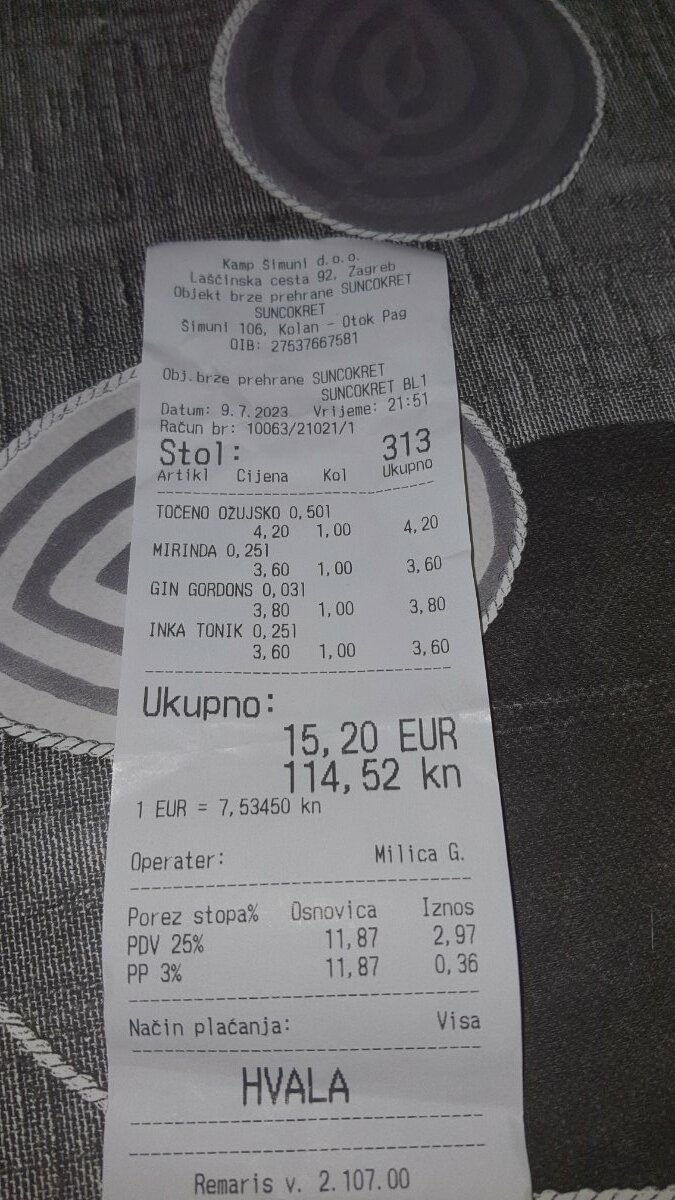 Kamp Šimuni d.o.o.
Lašćinska cesta 92, Zagreb
Objekt brze prehrane SUNCOKRET
SUNCOKRET
Šimuni 106, Kolan - Otok Pag
OIB: 27537667581
Obj.brze prehrane SUNCOKRET
SUNCOKRET BL1
Datum: 9.7.2023 Vrijeme: 21:51
Račun br: 10063/21021/1
Stol: 313
Artikl Cijena Kol Ukupno
TOČENO OŽUJSKO 0,50l
4,20 1,00 4,20
MIRINDA 0,25l
3,60 1,00 3,60
GIN GORDONS 0,03l
3,80 1,00 3,80
INKA TONIK 0,25l
3,60 1,00 3,60
Ukupno:
15,20 EUR
114,52 kn
1 EUR = 7,53450 kn
Operater: Milica G.
Porez stopa% Osnovica Iznos
PDV 25% 11,87 2,97
PP 3% 11,87 0,36
Način plaćanja: Visa
HVALA
Remaris v. 2.107.00